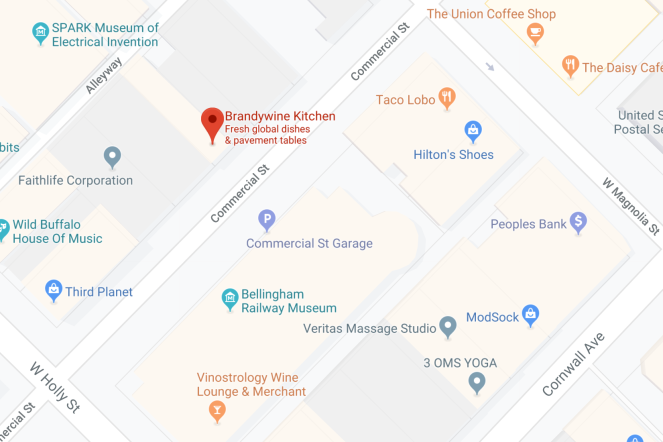 The Union Coffee Shop
SPARK Museum of
Electrical Invention
Commercial St
The Daisy Café
Alleyway
Taco Lobo
Brandywine Kitchen
Fresh global dishes
& pavement tables
United S
Postal Se
bits
Hilton's Shoes
Faithlife Corporation
Commercial St
W Magnolia St
Wild Buffalo
House Of Music
P
Commercial St Garage
Peoples Bank
$
Third Planet
Bellingham
Railway Museum
ModSock
Veritas Massage Studio
3 OMS YOGA
Cornwall Ave
W Holly St
Vinostrology Wine
Lounge & Merchant
mercial St